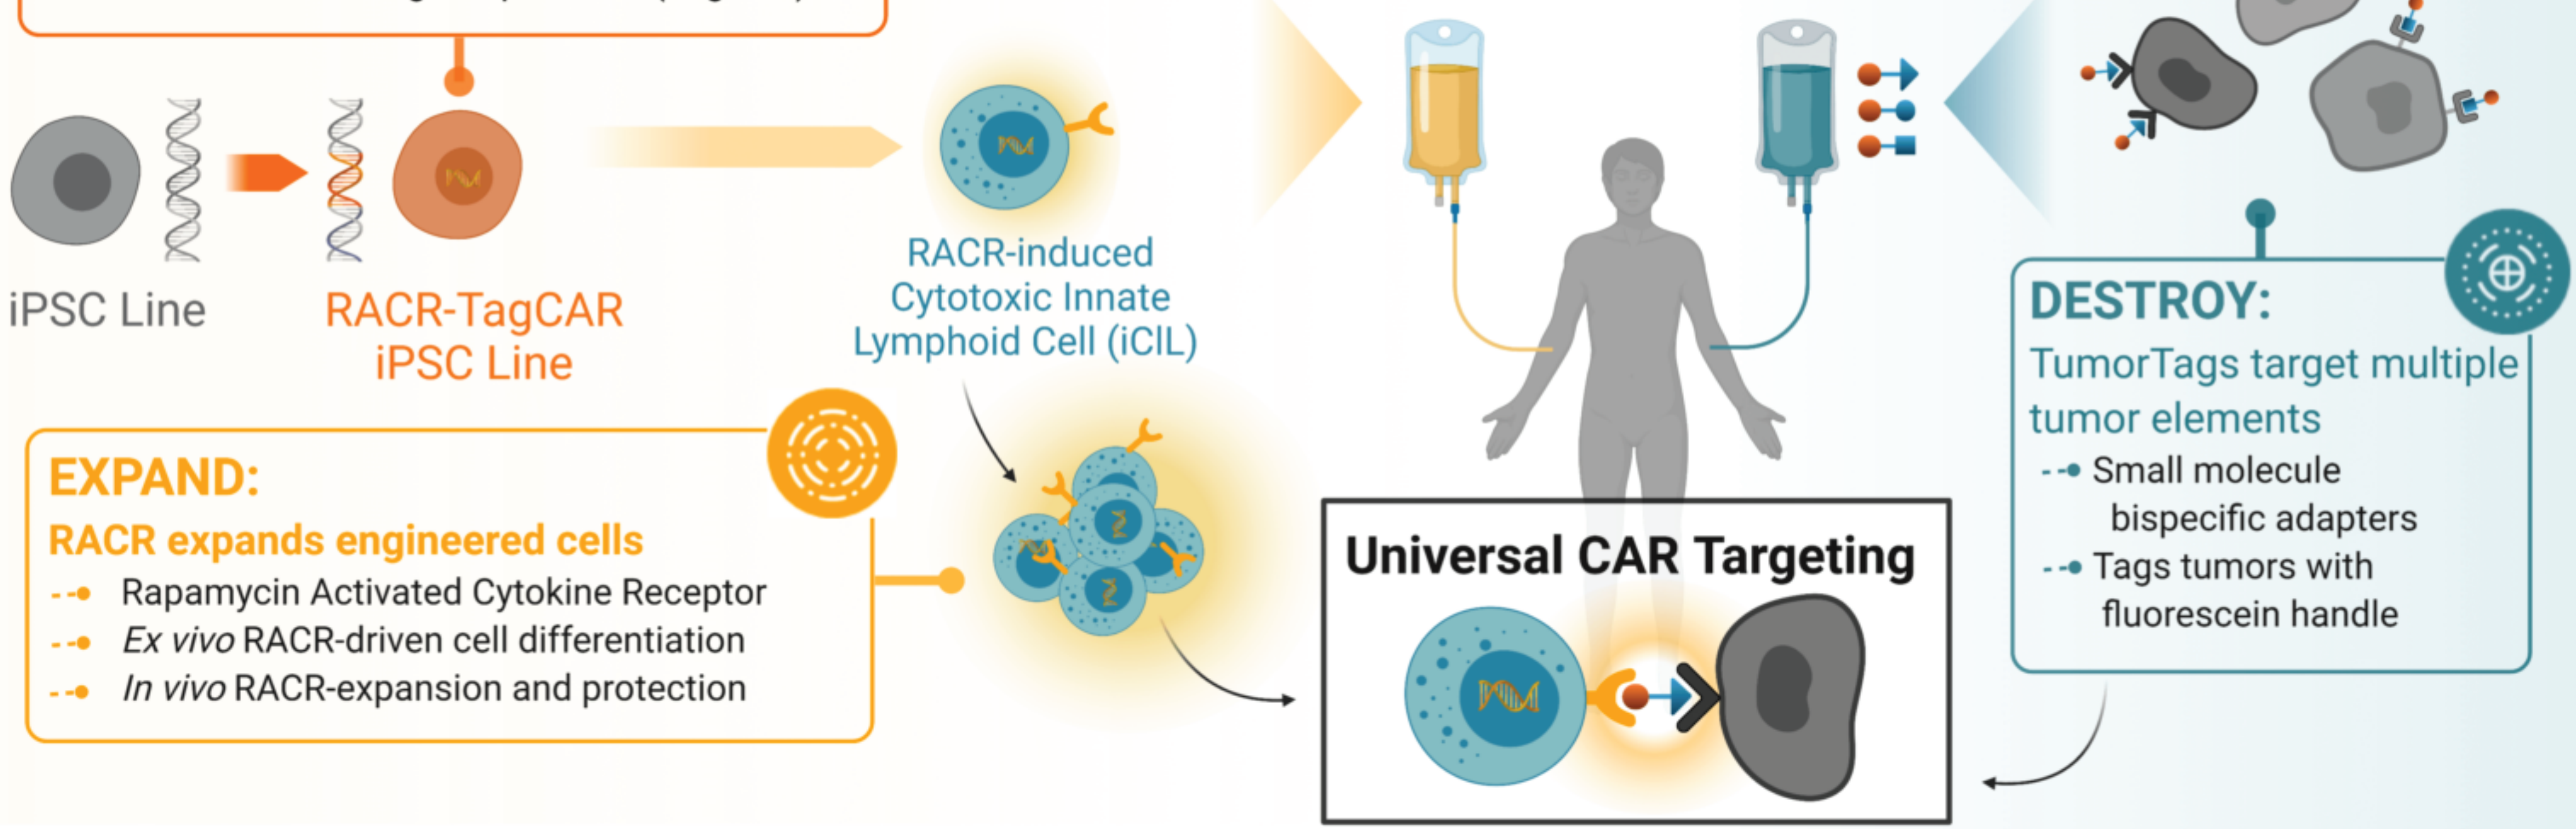 iPSC Line
RACR-TagCAR
iPSC Line
RACR-induced
Cytotoxic Innate
Lymphoid Cell (iClL)
EXPAND:
RACR expands engineered cells
Rapamycin Activated Cytokine Receptor
Ex vivo RACR-driven cell differentiation
In vivo RACR-expansion and protection
Universal CAR Targeting
DESTROY:
TumorTags target multiple
tumor elements
Small molecule
bispecific adapters
Tags tumors with
fluorescein handle